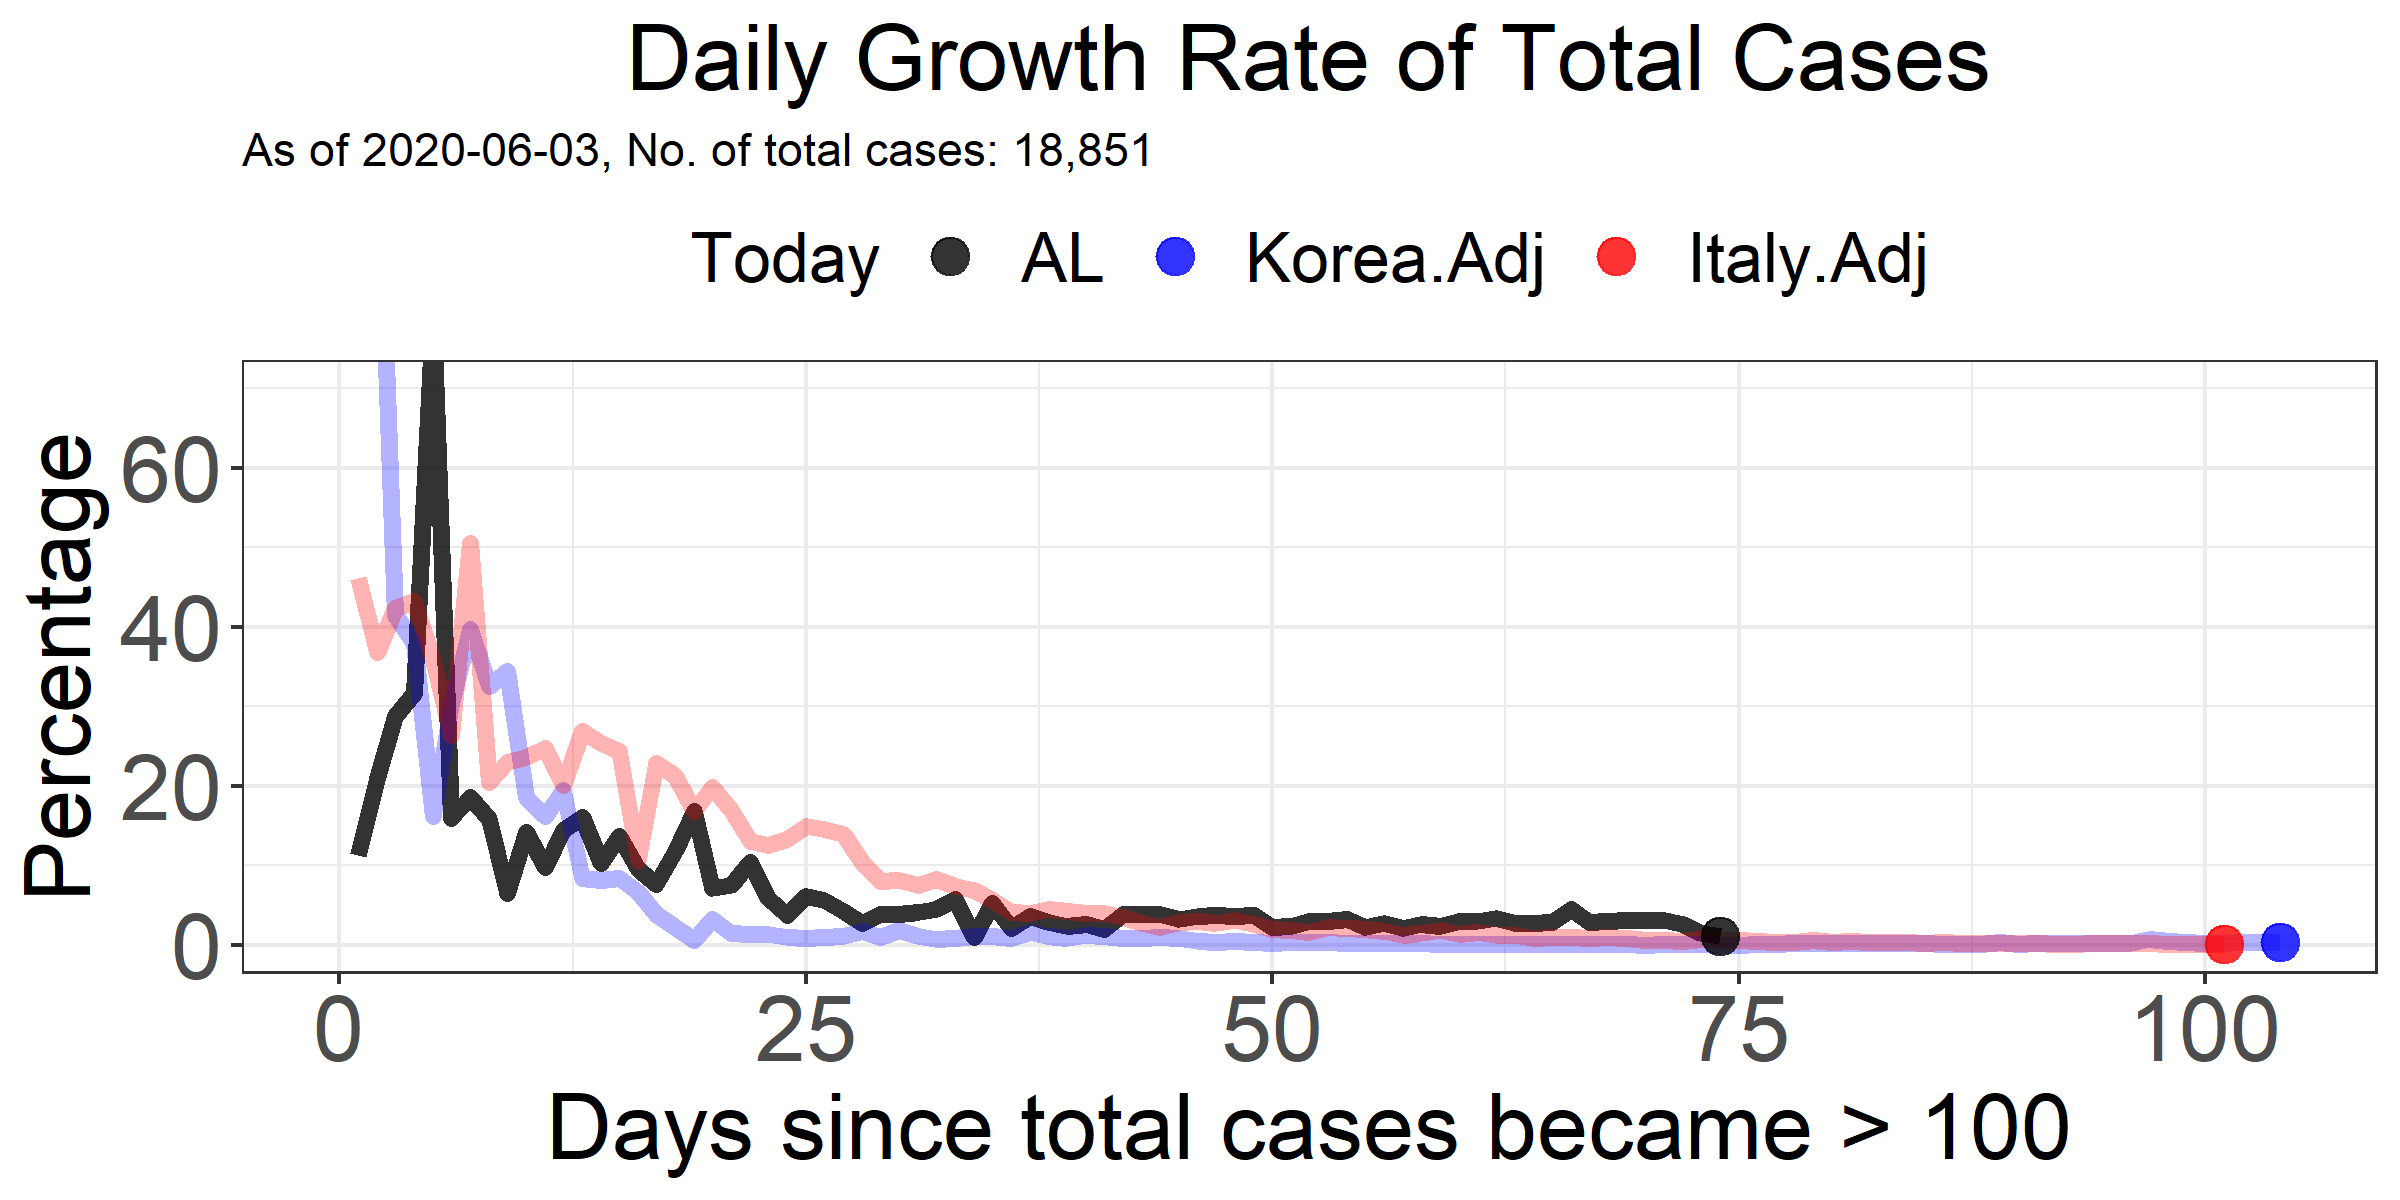 Daily Growth Rate of Total Cases
As of 2020-06-03, No. of total cases: 18,851
Today AL Korea.Adj Italy.Adj
Percentage
60
40
20
0
0 25 50 75 100
Days since total cases became > 100